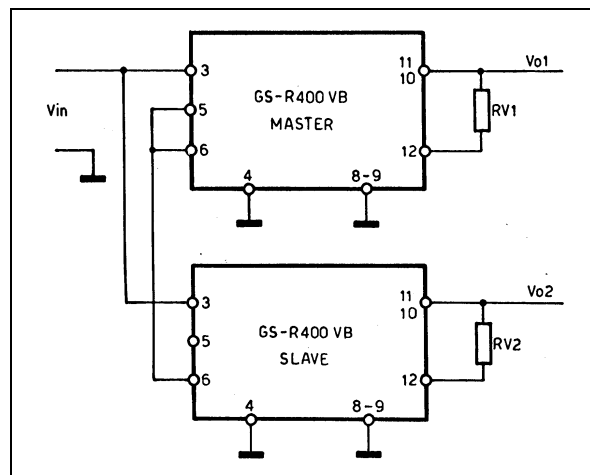 3
11
10
Vo1
Vin
5
GS-R400 VB
MASTER
RV1
6
12
4
8-9
3
11
10
Vo2
5
GS-R400 VB
SLAVE
RV2
6
12
4
8-9